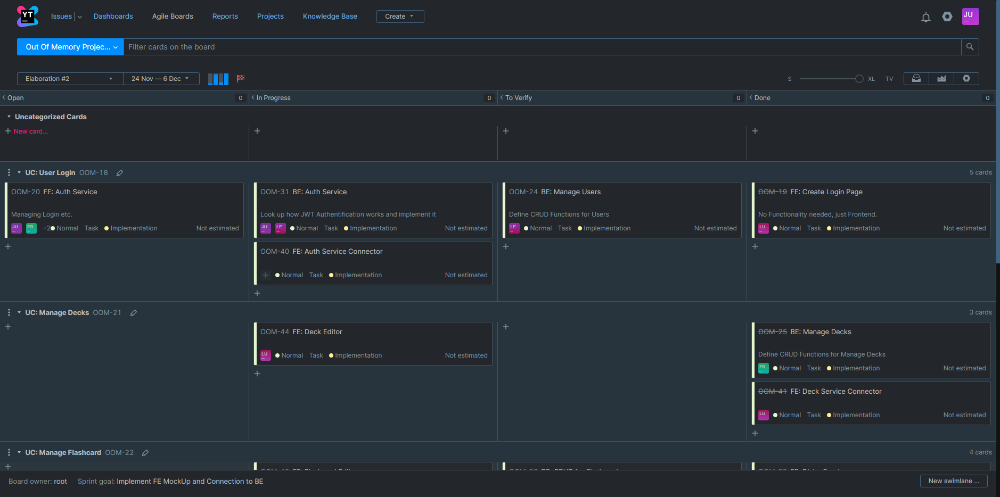 YT
Issues Dashboards Agile Boards Reports Projects Knowledge Base Create
JU
Out Of Memory Projec... Filter cards on the board
Elaboration #2 24 Nov — 6 Dec S XL TV
Open 0 In Progress 0 To Verify 0 Done 0
Uncategorized Cards
New card...
UC: User Login OOM-18 5 cards
OOM-20 FE: Auth Service
Managing Login etc.
JU FR +2 Normal Task Implementation Not estimated
OOM-31 BE: Auth Service
Look up how JWT Authentification works and implement it
JU LE Normal Task Implementation Not estimated
OOM-40 FE: Auth Service Connector
Normal Task Implementation Not estimated
OOM-24 BE: Manage Users
Define CRUD Functions for Users
LE Normal Task Implementation Not estimated
OOM-19 FE: Create Login Page
No Functionality needed, just Frontend.
LU Normal Task Implementation Not estimated
UC: Manage Decks OOM-21 3 cards
OOM-44 FE: Deck Editor
LU Normal Task Implementation Not estimated
OOM-25 BE: Manage Decks
Define CRUD Functions for Manage Decks
FR Normal Task Implementation Not estimated
OOM-41 FE: Deck Service Connector
LU Normal Task Implementation Not estimated
UC: Manage Flashcard OOM-22 4 cards
Board owner: root Sprint goal: Implement FE MockUp and Connection to BE New swimlane ...